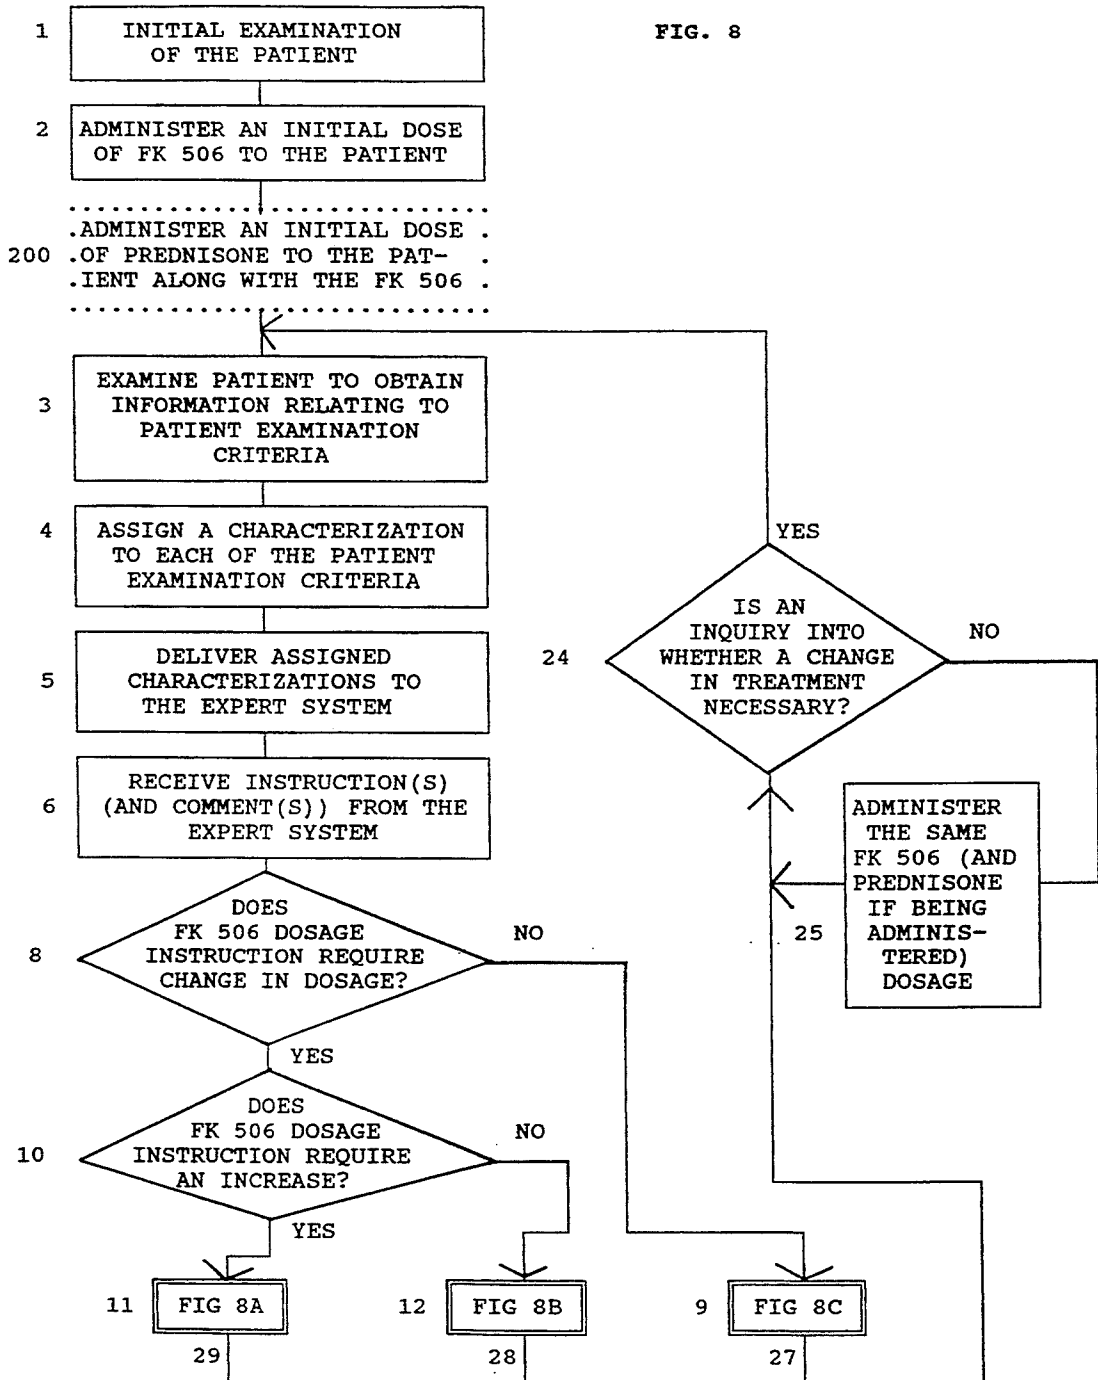 FIG. 8
1
INITIAL EXAMINATION
OF THE PATIENT
2
ADMINISTER AN INITIAL DOSE
OF FK 506 TO THE PATIENT
200
ADMINISTER AN INITIAL DOSE
OF PREDNISONE TO THE PAT-
IENT ALONG WITH THE FK 506
3
EXAMINE PATIENT TO OBTAIN
INFORMATION RELATING TO
PATIENT EXAMINATION
CRITERIA
4
ASSIGN A CHARACTERIZATION
TO EACH OF THE PATIENT
EXAMINATION CRITERIA
5
DELIVER ASSIGNED
CHARACTERIZATIONS TO
THE EXPERT SYSTEM
6
RECEIVE INSTRUCTION(S)
(AND COMMENT(S)) FROM THE
EXPERT SYSTEM
8
DOES
FK 506 DOSAGE
INSTRUCTION REQUIRE
CHANGE IN DOSAGE?
NO
YES
10
DOES
FK 506 DOSAGE
INSTRUCTION REQUIRE
AN INCREASE?
NO
YES
11
FIG 8A
29
12
FIG 8B
28
9
FIG 8C
27
YES
24
IS AN
INQUIRY INTO
WHETHER A CHANGE
IN TREATMENT
NECESSARY?
NO
25
ADMINISTER
THE SAME
FK 506 (AND
PREDNISONE
IF BEING
ADMINIS-
TERED)
DOSAGE